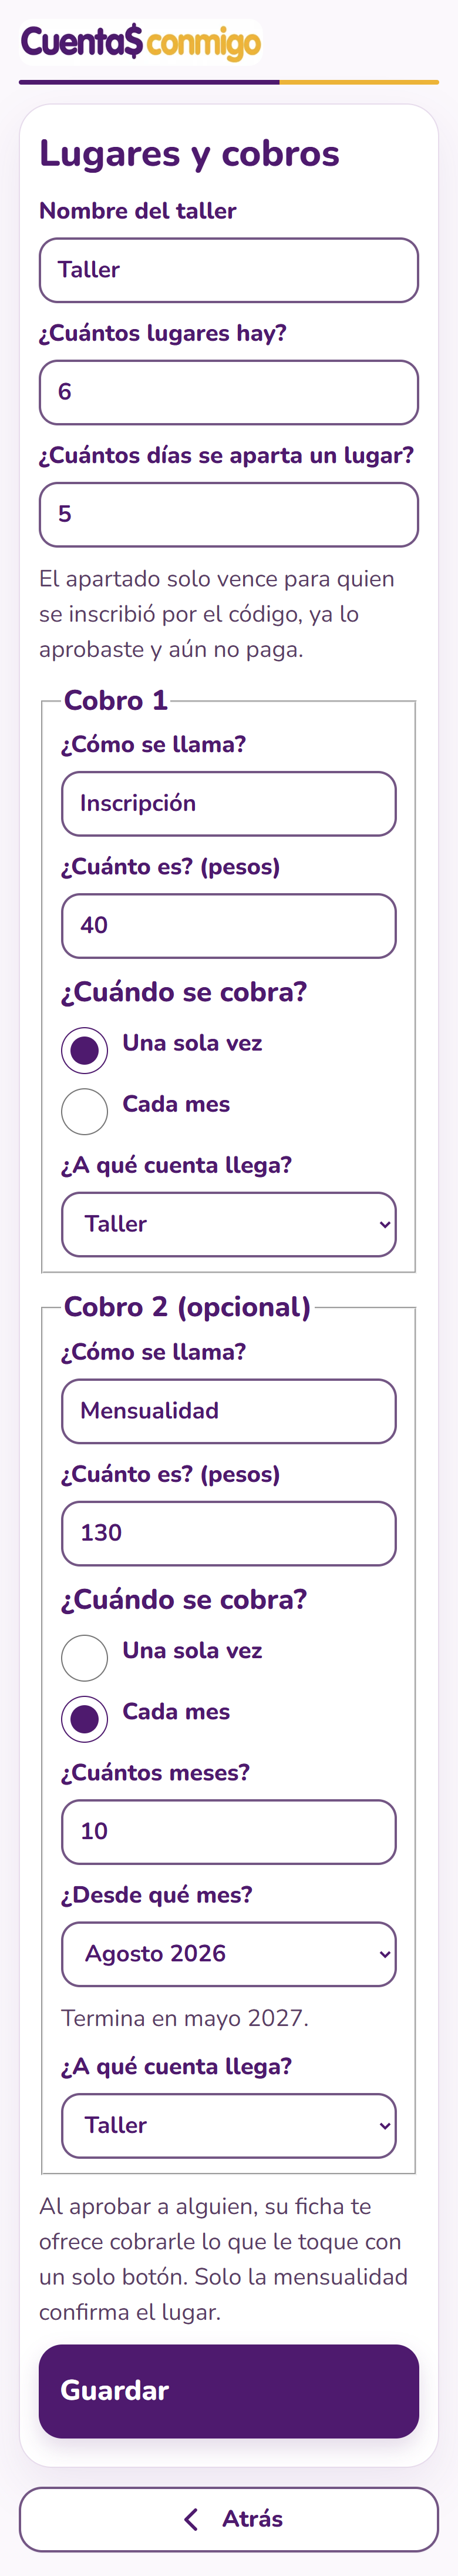 Cuenta$ conmigo
Lugares y cobros
Nombre del taller
Taller
¿Cuántos lugares hay?
6
¿Cuántos días se aparta un lugar?
5
El apartado solo vence para quien
se inscribió por el código, ya lo
aprobaste y aún no paga.
Cobro 1
¿Cómo se llama?
Inscripción
¿Cuánto es? (pesos)
40
¿Cuándo se cobra?
Una sola vez
Cada mes
¿A qué cuenta llega?
Taller
Cobro 2 (opcional)
¿Cómo se llama?
Mensualidad
¿Cuánto es? (pesos)
130
¿Cuándo se cobra?
Una sola vez
Cada mes
¿Cuántos meses?
10
¿Desde qué mes?
Agosto 2026
Termina en mayo 2027.
¿A qué cuenta llega?
Taller
Al aprobar a alguien, su ficha te
ofrece cobrarle lo que le toque con
un solo botón. Solo la mensualidad
confirma el lugar.
Guardar
Atrás